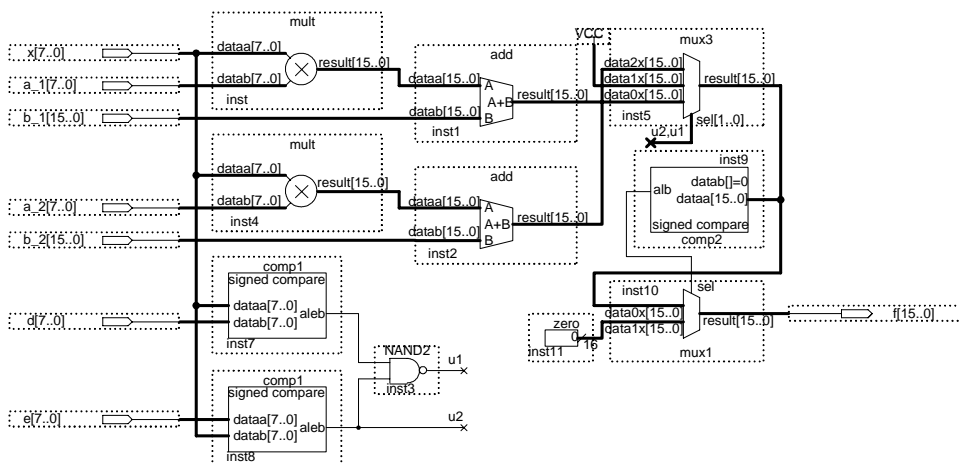 mult
x[7..0]
dataa[7..0]
a_1[7..0]
datab[7..0]
result[15..0]
inst
b_1[15..0]
add
dataa[15..0]
A
A+B
result[15..0]
datab[15..0]
B
inst1
VCC
mux3
data2x[15..0]
data1x[15..0]
data0x[15..0]
result[15..0]
inst5
sel[1..0]
u2,u1
mult
dataa[7..0]
a_2[7..0]
datab[7..0]
result[15..0]
inst4
b_2[15..0]
add
dataa[15..0]
A
A+B
result[15..0]
datab[15..0]
B
inst2
inst9
alb
datab[]=0
dataa[15..0]
signed compare
comp2
comp1
signed compare
d[7..0]
dataa[7..0]
datab[7..0]
aleb
inst7
NAND2
inst3
u1
u2
comp1
signed compare
e[7..0]
dataa[7..0]
datab[7..0]
aleb
inst8
zero
0
16
inst11
sel
inst10
data0x[15..0]
data1x[15..0]
result[15..0]
mux1
f[15..0]